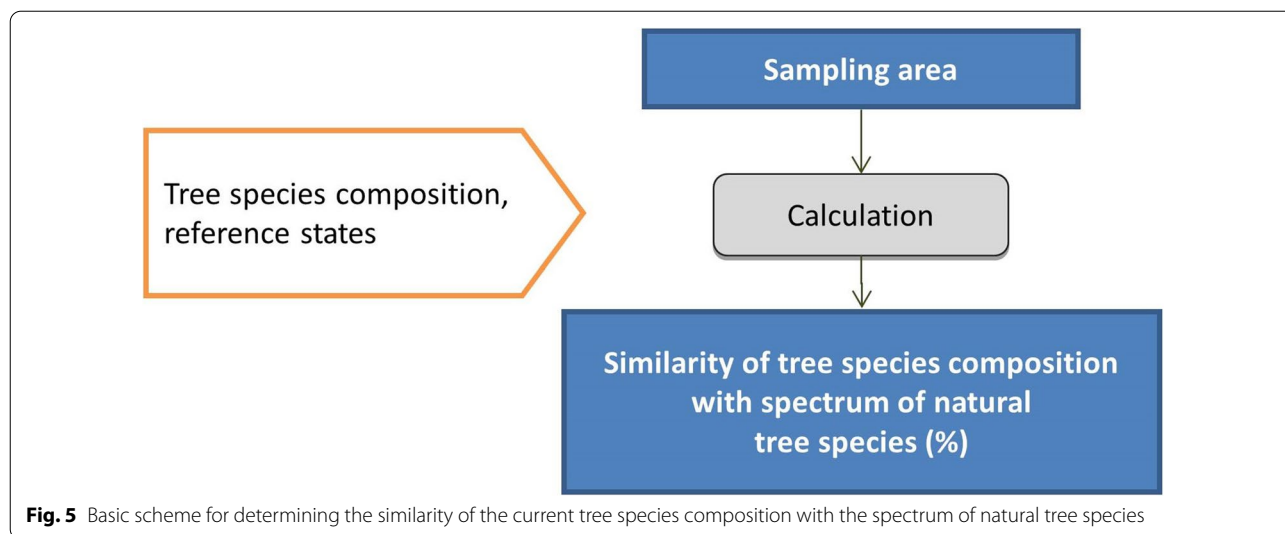 Sampling area
Tree species composition,
reference states
Calculation
Similarity of tree species composition
with spectrum of natural
tree species (%)
Fig. 5 Basic scheme for determining the similarity of the current tree species composition with the spectrum of natural tree species